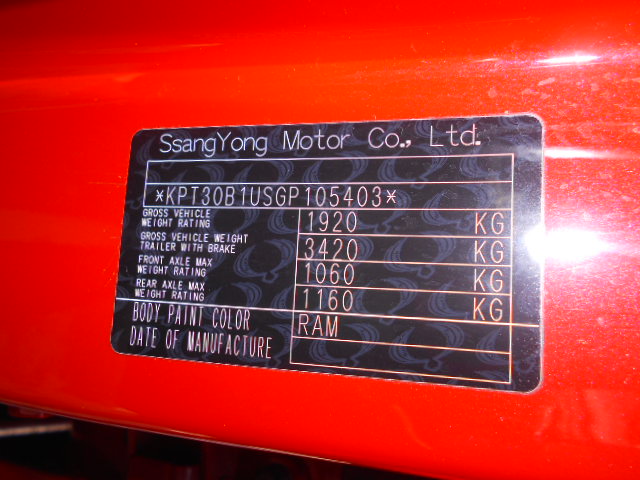 SsangYong Motor Co., Ltd.
*KPT30B1USGP105403*
GROSS VEHICLE
WEIGHT RATING 1920 KG
GROSS VEHICLE WEIGHT
TRAILER WITH BRAKE 3420 KG
FRONT AXLE MAX
WEIGHT RATING 1060 KG
REAR AXLE MAX
WEIGHT RATING 1160 KG
BODY PAINT COLOR RAM
DATE OF MANUFACTURE